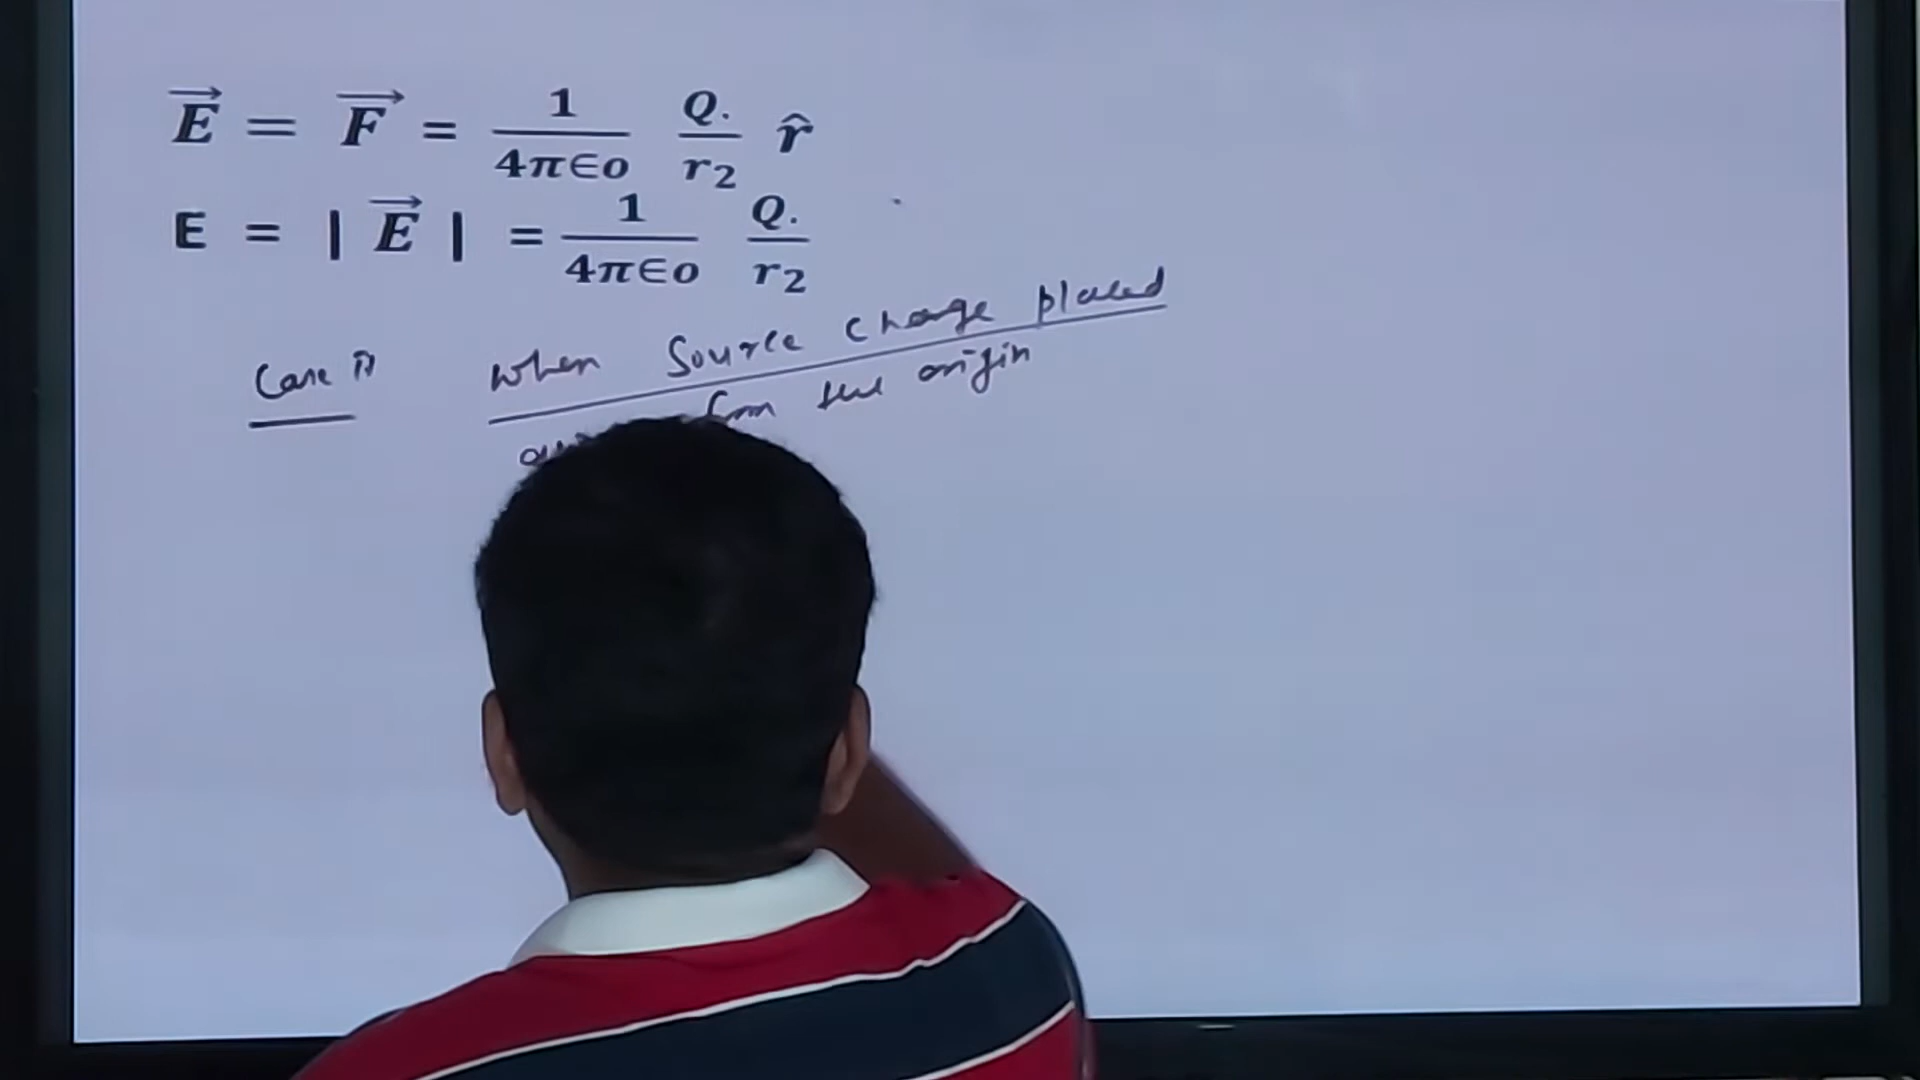 E⃗ = F⃗ = 1/4π∈o Q./r2 r̂
E = | E⃗ | = 1/4π∈o Q./r2
Case II When Source charge placed
from the origin